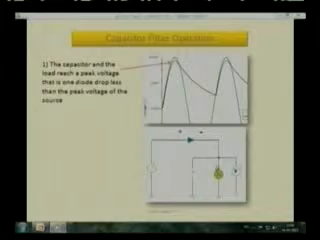 Capacitor Filter Operation
1) The capacitor and the
load reach a peak voltage
that is one diode drop less
than the peak voltage of the
source